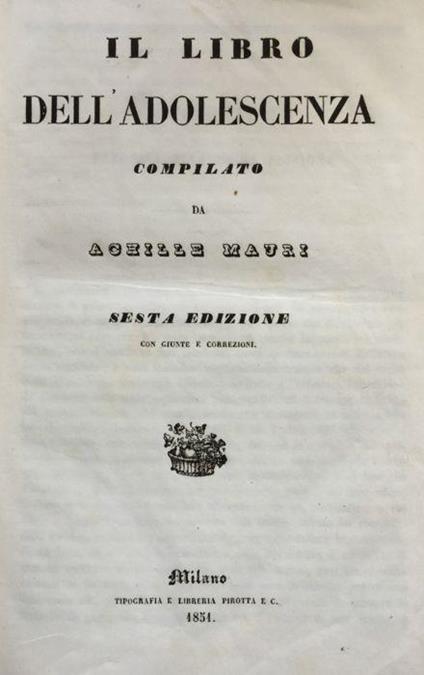 IL LIBRO
DELL'ADOLESCENZA
COMPILATO
DA
ACHILLE MAURI
SESTA EDIZIONE
CON GIUNTE E CORREZIONI.
Milano
TIPOGRAFIA E LIBRERIA PIROTTA E C.
1851.